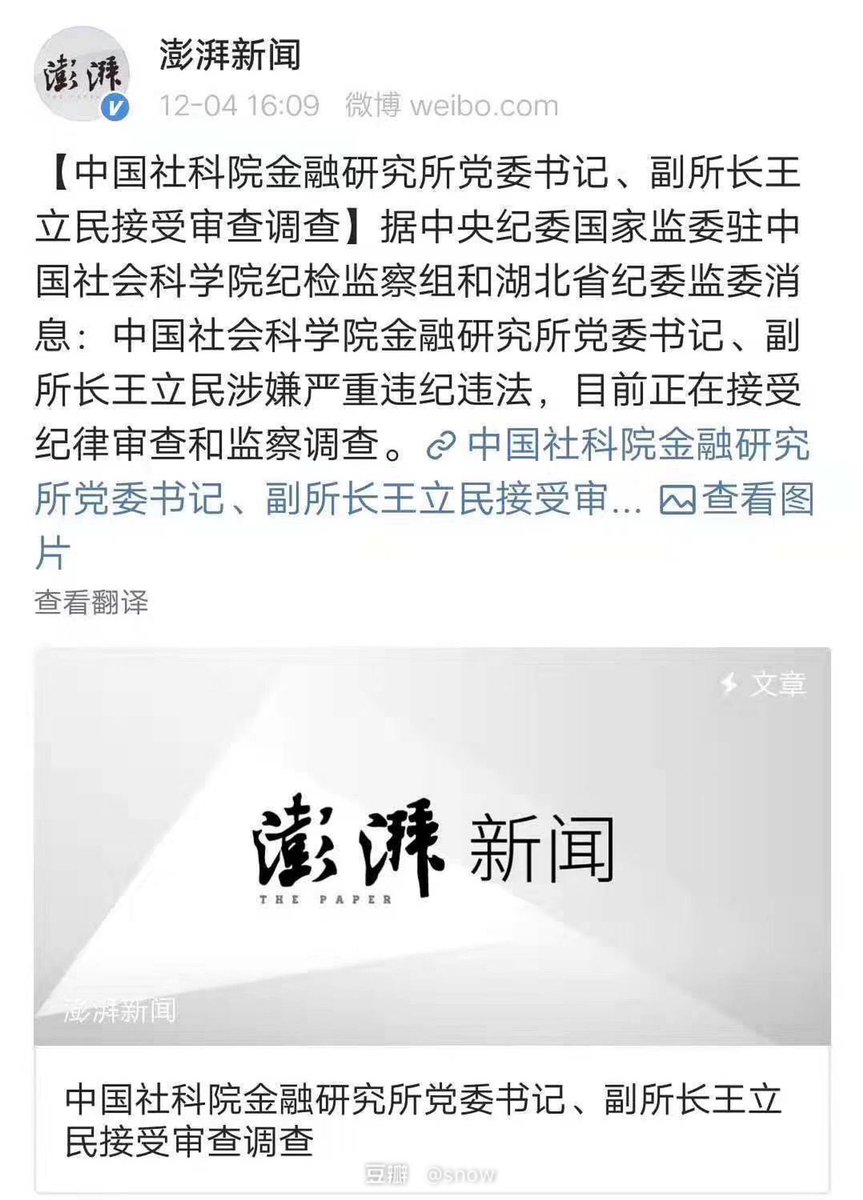 澎湃
澎湃新闻
12-04 16:09 微博 weibo.com
【中国社科院金融研究所党委书记、副所长王
立民接受审查调查】据中央纪委国家监委驻中
国社会科学院纪检监察组和湖北省纪委监委消
息：中国社会科学院金融研究所党委书记、副
所长王立民涉嫌严重违纪违法，目前正在接受
纪律审查和监察调查。中国社科院金融研究
所党委书记、副所长王立民接受审... 查看图
片
查看翻译
文章
澎湃 新闻
THE PAPER
澎湃新闻
中国社科院金融研究所党委书记、副所长王立
民接受审查调查
豆瓣 @snow